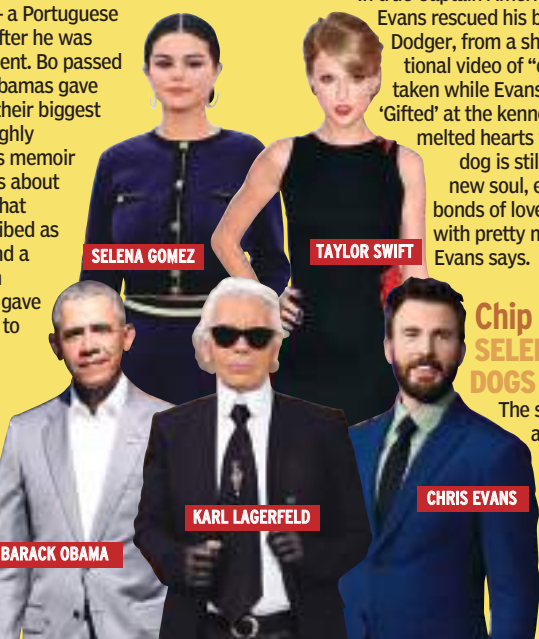 - a Portuguese
fter he was
ent. Bo passed
bamas gave
their biggest
ghly
s memoir
s about
hat
ibed as
nd a
gave
to
Evans rescued his b
Dodger, from a sh
tional video of “
taken while Evans
‘Gifted’ at the kenne
melted hearts
dog is still
new soul, e
bonds of love
with pretty m
Evans says.
SELENA GOMEZ
TAYLOR SWIFT
Chip
SELE
DOGS
The s
a
BARACK OBAMA
KARL LAGERFELD
CHRIS EVANS